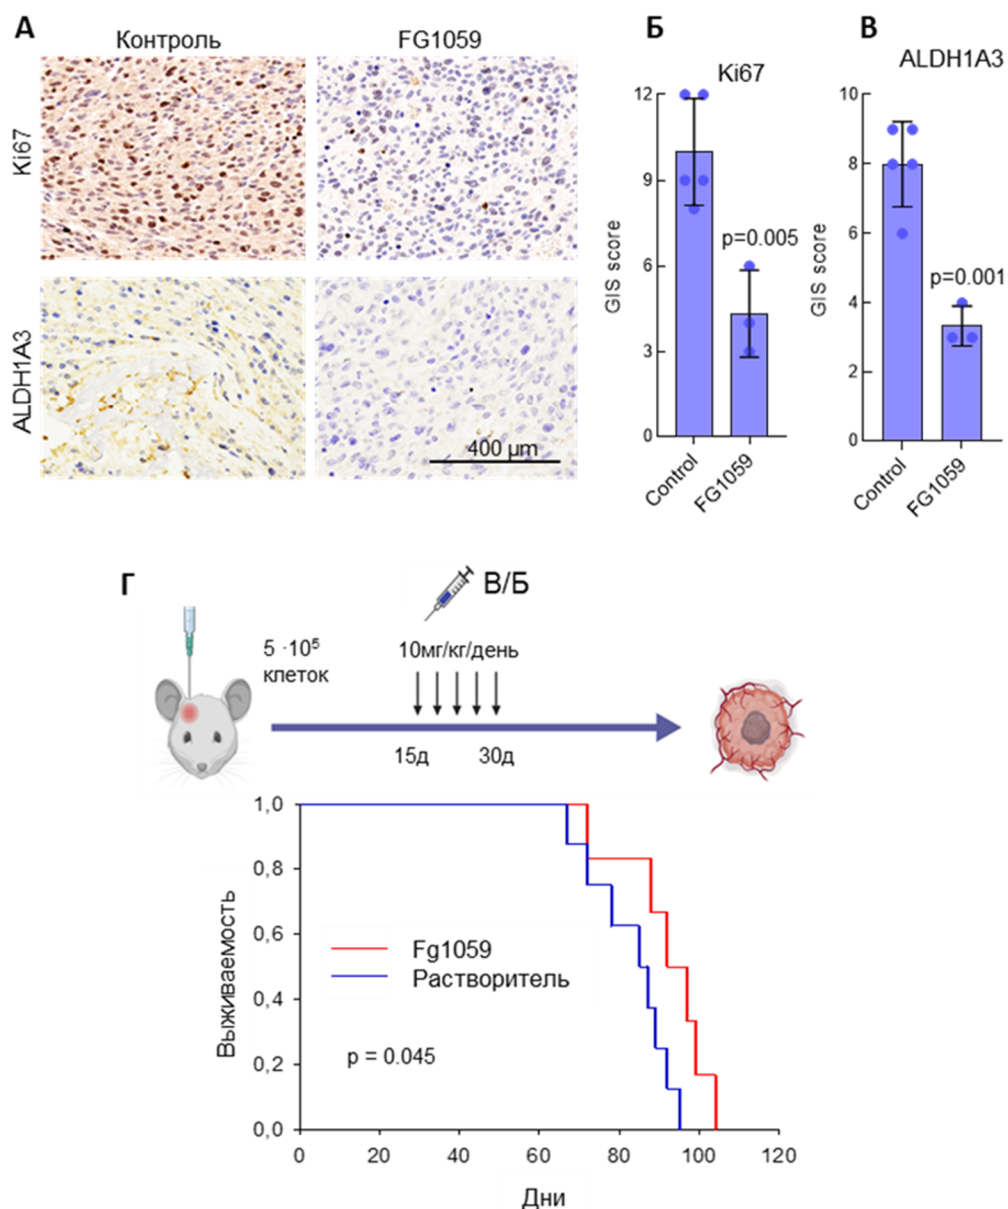 А
Контроль
FG1059
Ki67
ALDH1A3
400 µm
Б
Ki67
GIS score
12
9
6
3
0
p=0.005
Control
FG1059
В
ALDH1A3
GIS score
10
8
6
4
2
0
p=0.001
Control
FG1059
Г
В/Б
5 ·10⁵
клеток
10мг/кг/день
15д
30д
Выживаемость
1,0
0,8
0,6
0,4
0,2
0,0
Fg1059
Растворитель
p = 0.045
0
20
40
60
80
100
120
Дни